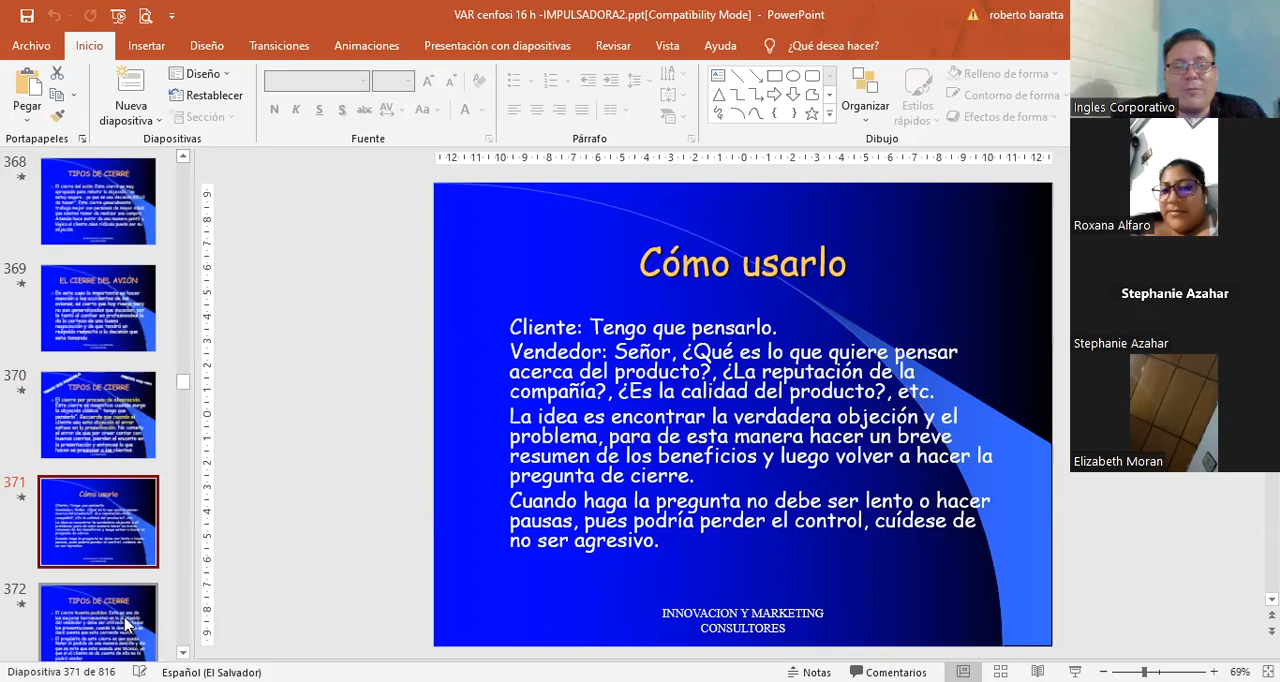 VAR cenfosi 16 h -IMPULSADORA2.ppt[Compatibility Mode] - PowerPoint
roberto baratta
Archivo Inicio Insertar Diseño Transiciones Animaciones Presentación con diapositivas Revisar Vista Ayuda ¿Qué desea hacer?
Pegar
Nueva diapositiva
Diseño
Restablecer
Sección
Organizar
Estilos rápidos
Relleno de forma
Contorno de forma
Efectos de forma
Portapapeles Diapositivas Fuente Párrafo Dibujo
368
TIPOS DE CIERRE
369
EL CIERRE DEL AVIÓN
370
TIPOS DE CIERRE
371
Cómo usarlo
372
TIPOS DE CIERRE
Cómo usarlo
Cliente: Tengo que pensarlo.
Vendedor: Señor, ¿Qué es lo que quiere pensar
acerca del producto?, ¿La reputación de la
compañía?, ¿Es la calidad del producto?, etc.
La idea es encontrar la verdadera objeción y el
problema, para de esta manera hacer un breve
resumen de los beneficios y luego volver a hacer la
pregunta de cierre.
Cuando haga la pregunta no debe ser lento o hacer
pausas, pues podría perder el control, cuídese de
no ser agresivo.
INNOVACION Y MARKETING
CONSULTORES
Ingles Corporativo
Roxana Alfaro
Stephanie Azahar
Stephanie Azahar
Elizabeth Moran
Diapositiva 371 de 816 Español (El Salvador) Notas Comentarios 69%